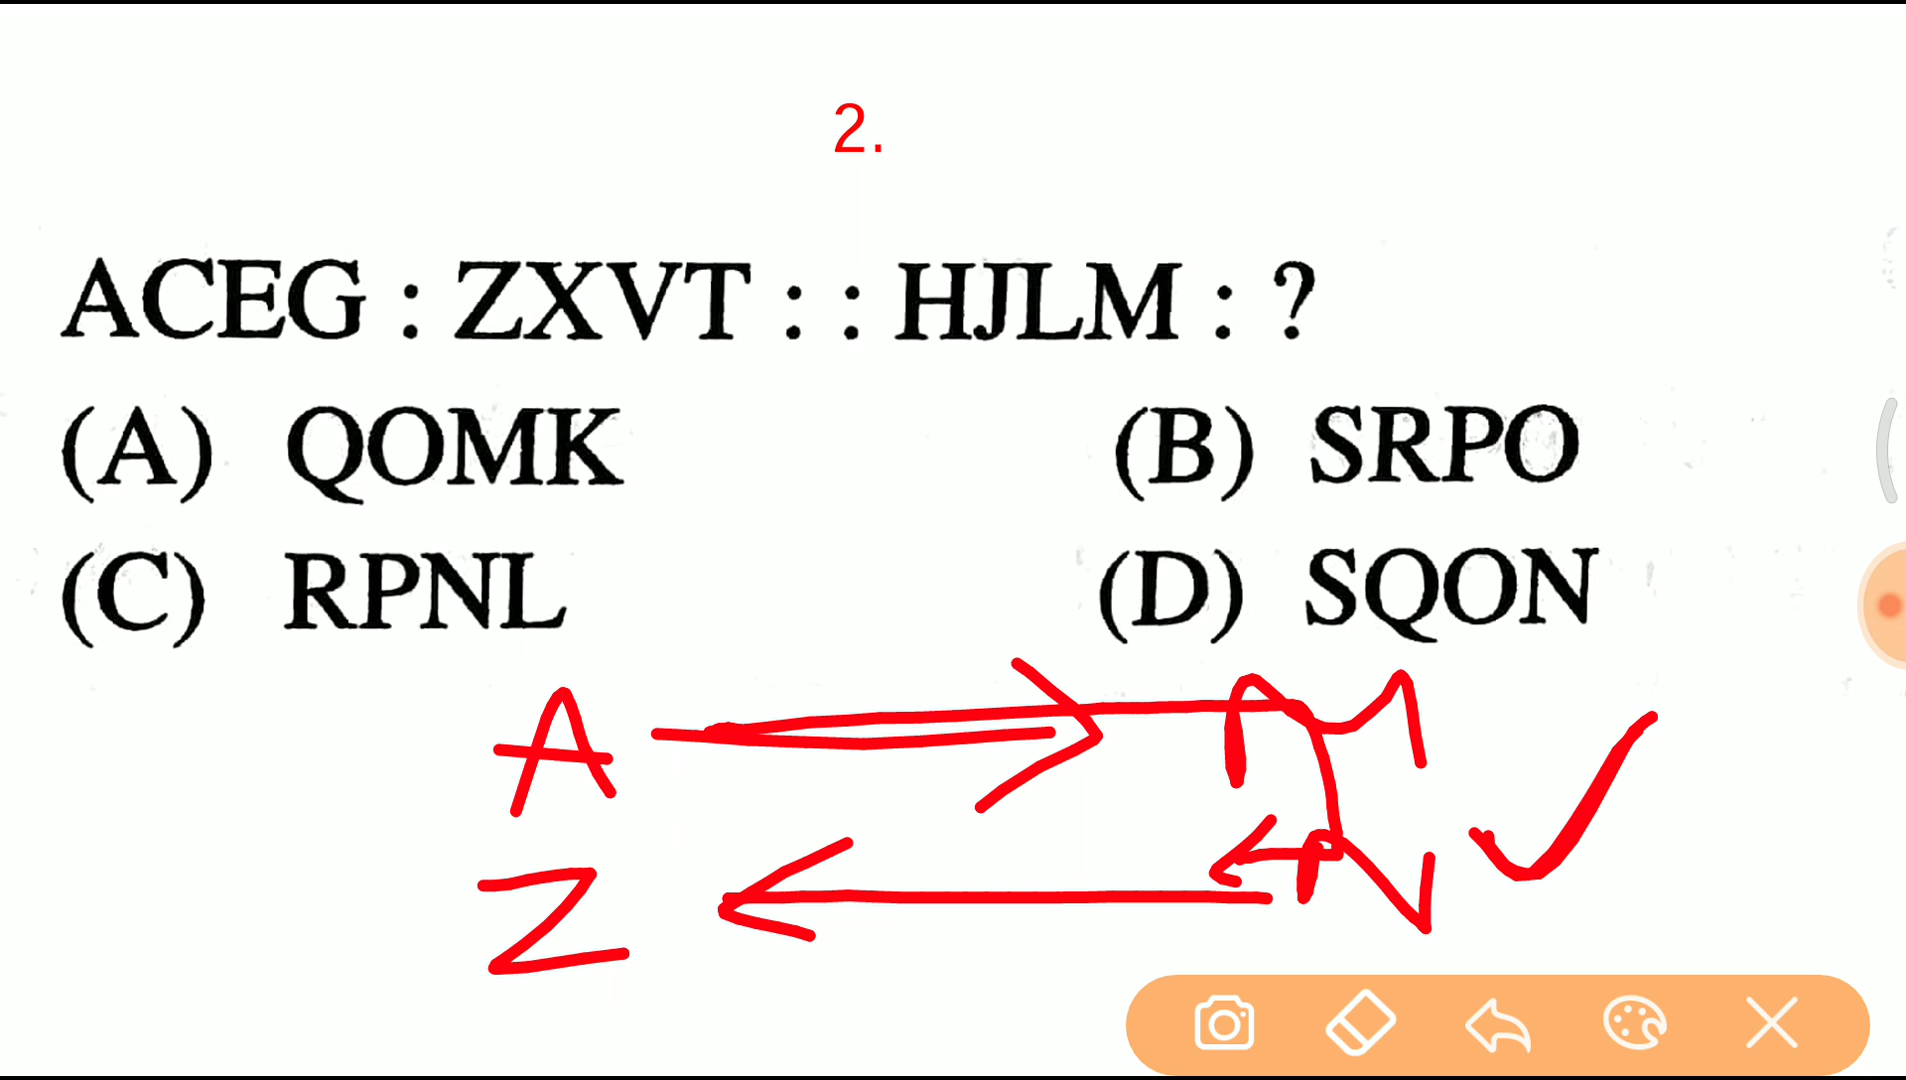 2.
ACEG : ZXVT : : HJLM : ?
(A) QOMK (B) SRPO
(C) RPNL (D) SQON
A M
Z N